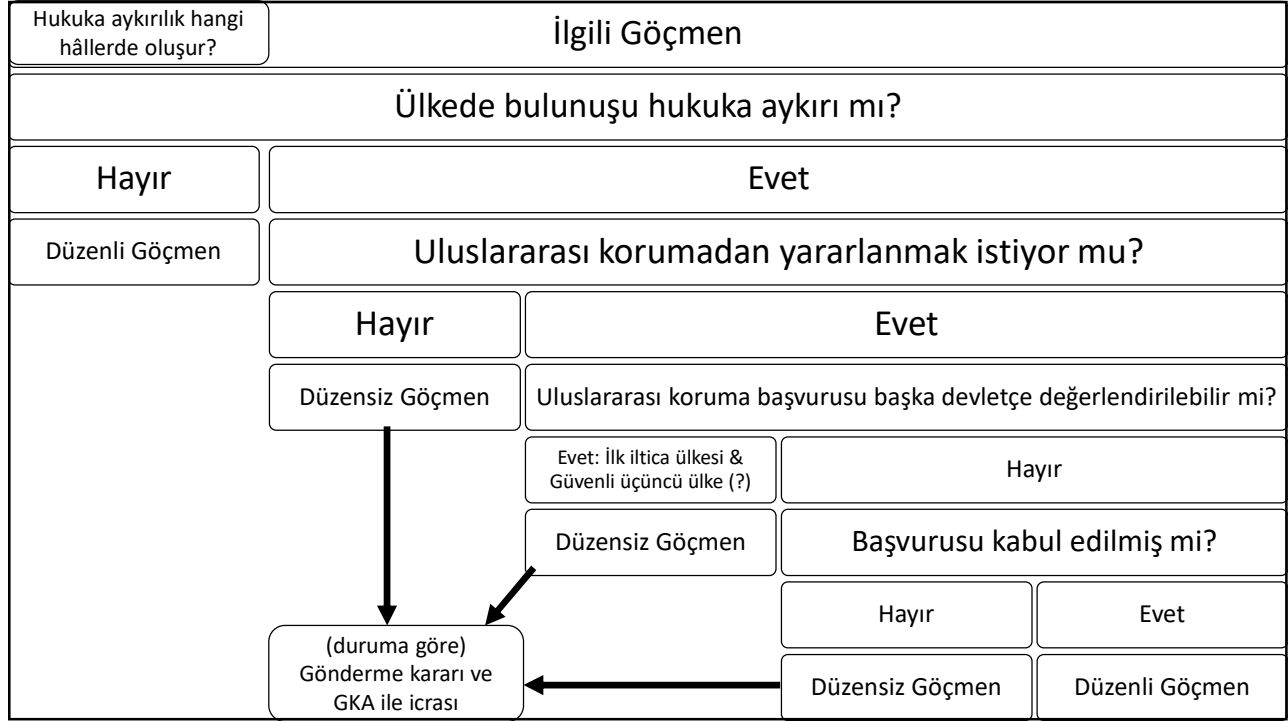 Hukuka aykırılık hangi
hâllerde oluşur?
İlgili Göçmen
Ülkede bulunuşu hukuka aykırı mı?
Hayır
Evet
Düzenli Göçmen
Uluslararası korumadan yararlanmak istiyor mu?
Hayır
Evet
Düzensiz Göçmen
Uluslararası koruma başvurusu başka devletçe değerlendirilebilir mi?
Evet: İlk iltica ülkesi &
Güvenli üçüncü ülke (?)
Hayır
Düzensiz Göçmen
Başvurusu kabul edilmiş mi?
Hayır
Evet
(duruma göre)
Gönderme kararı ve
GKA ile icrası
Düzensiz Göçmen
Düzenli Göçmen